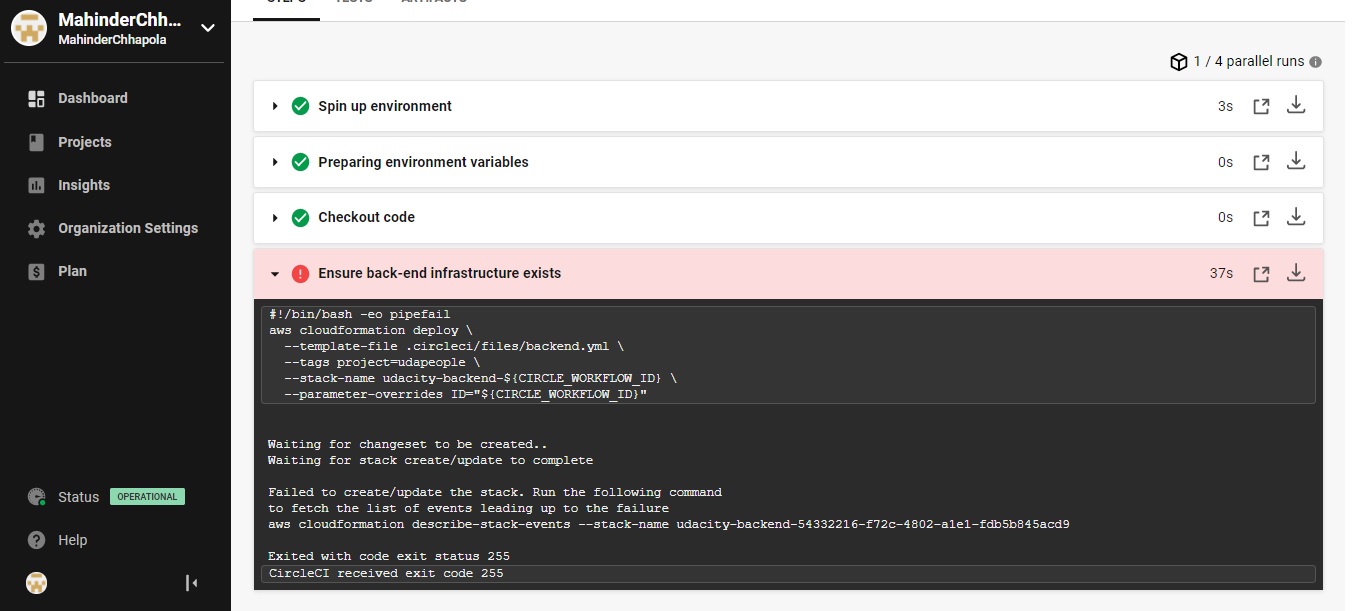 MahinderChh...
MahinderChhapola
Dashboard
Projects
Insights
Organization Settings
Plan
Status OPERATIONAL
Help
STEPS TESTS ARTIFACTS
1 / 4 parallel runs
Spin up environment 3s
Preparing environment variables 0s
Checkout code 0s
Ensure back-end infrastructure exists 37s
#!/bin/bash -eo pipefail
aws cloudformation deploy \
--template-file .circleci/files/backend.yml \
--tags project=udapeople \
--stack-name udacity-backend-${CIRCLE_WORKFLOW_ID} \
--parameter-overrides ID="${CIRCLE_WORKFLOW_ID}"
Waiting for changeset to be created..
Waiting for stack create/update to complete
Failed to create/update the stack. Run the following command
to fetch the list of events leading up to the failure
aws cloudformation describe-stack-events --stack-name udacity-backend-54332216-f72c-4802-a1e1-fdb5b845acd9
Exited with code exit status 255
CircleCI received exit code 255